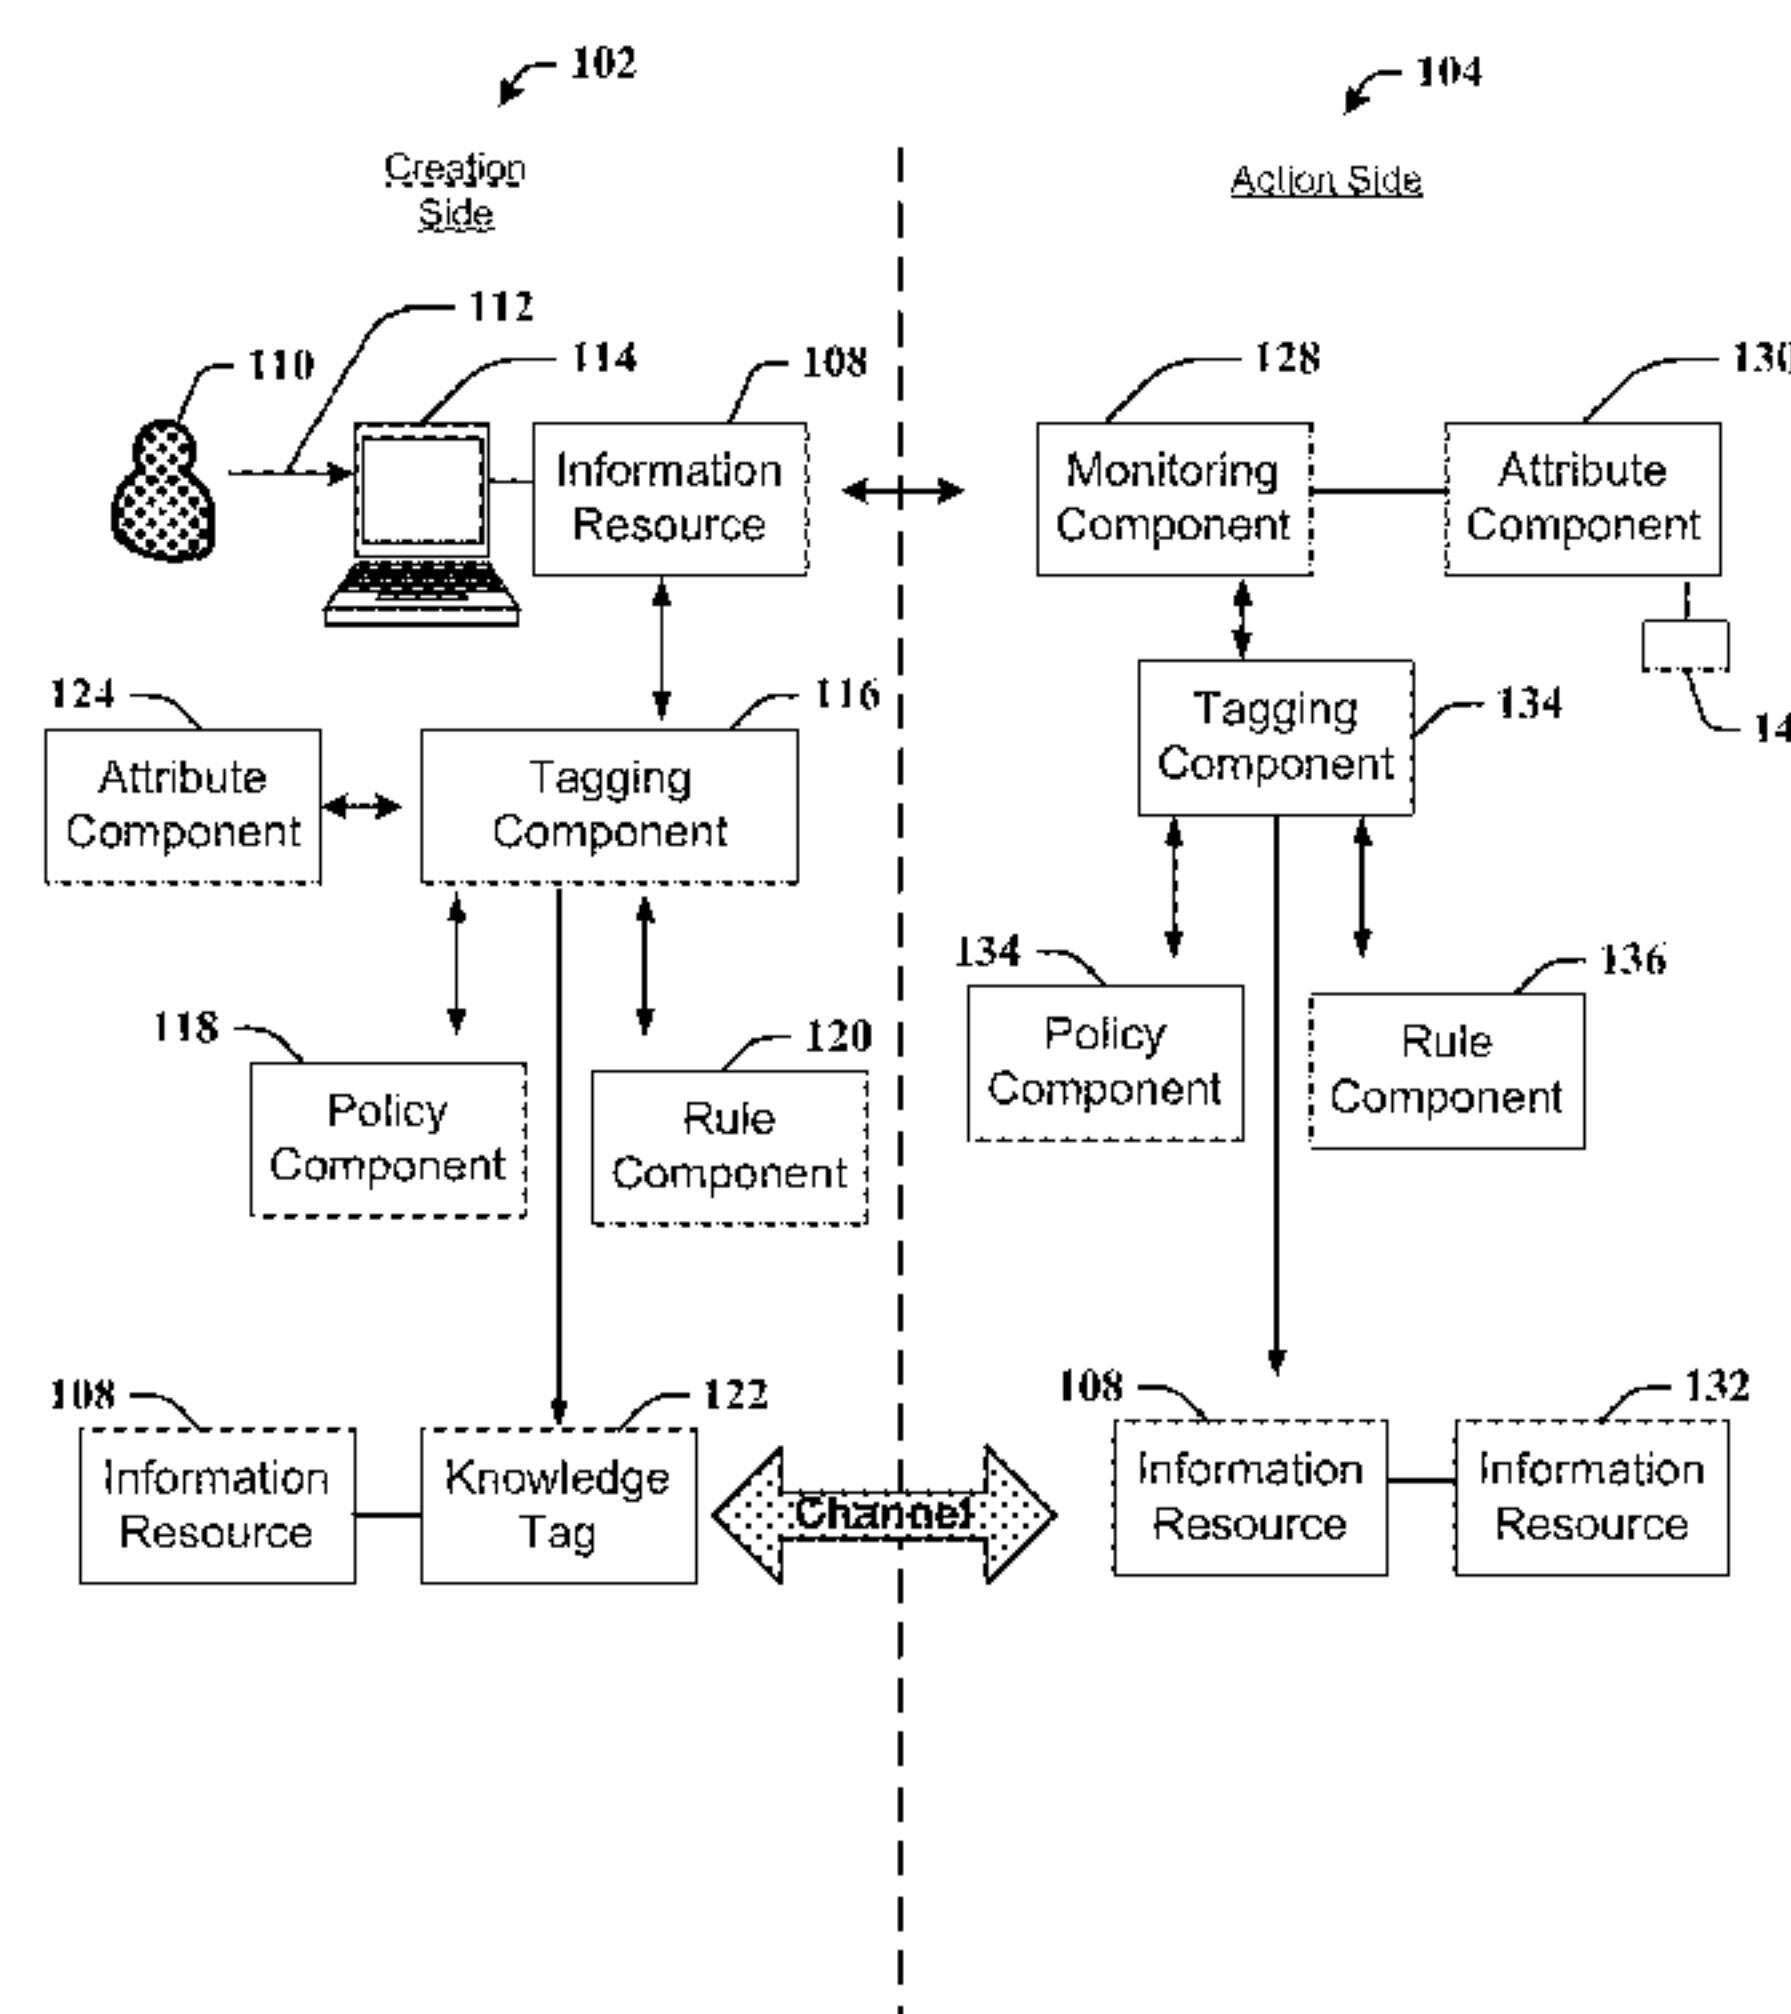 102
104
Creation
Side
Action Side
112
110
114
108
128
130
Information
Resource
Monitoring
Component
Attribute
Component
124
116
134
14
Attribute
Component
Tagging
Component
Tagging
Component
118
120
134
136
Policy
Component
Rule
Component
Policy
Component
Rule
Component
108
122
108
132
Information
Resource
Knowledge
Tag
Channel
Information
Resource
Information
Resource